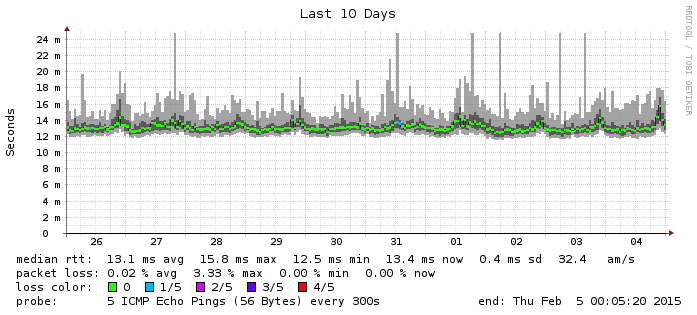 Last 10 Days
RRDTOOL / TOBI OETIKER
Seconds
24 m
22 m
20 m
18 m
16 m
14 m
12 m
10 m
8 m
6 m
4 m
2 m
0
26 27 28 29 30 31 01 02 03 04
median rtt: 13.1 ms avg 15.8 ms max 12.5 ms min 13.4 ms now 0.4 ms sd 32.4 am/s
packet loss: 0.02 % avg 3.33 % max 0.00 % min 0.00 % now
loss color: 0 1/5 2/5 3/5 4/5
probe: 5 ICMP Echo Pings (56 Bytes) every 300s end: Thu Feb 5 00:05:20 2015